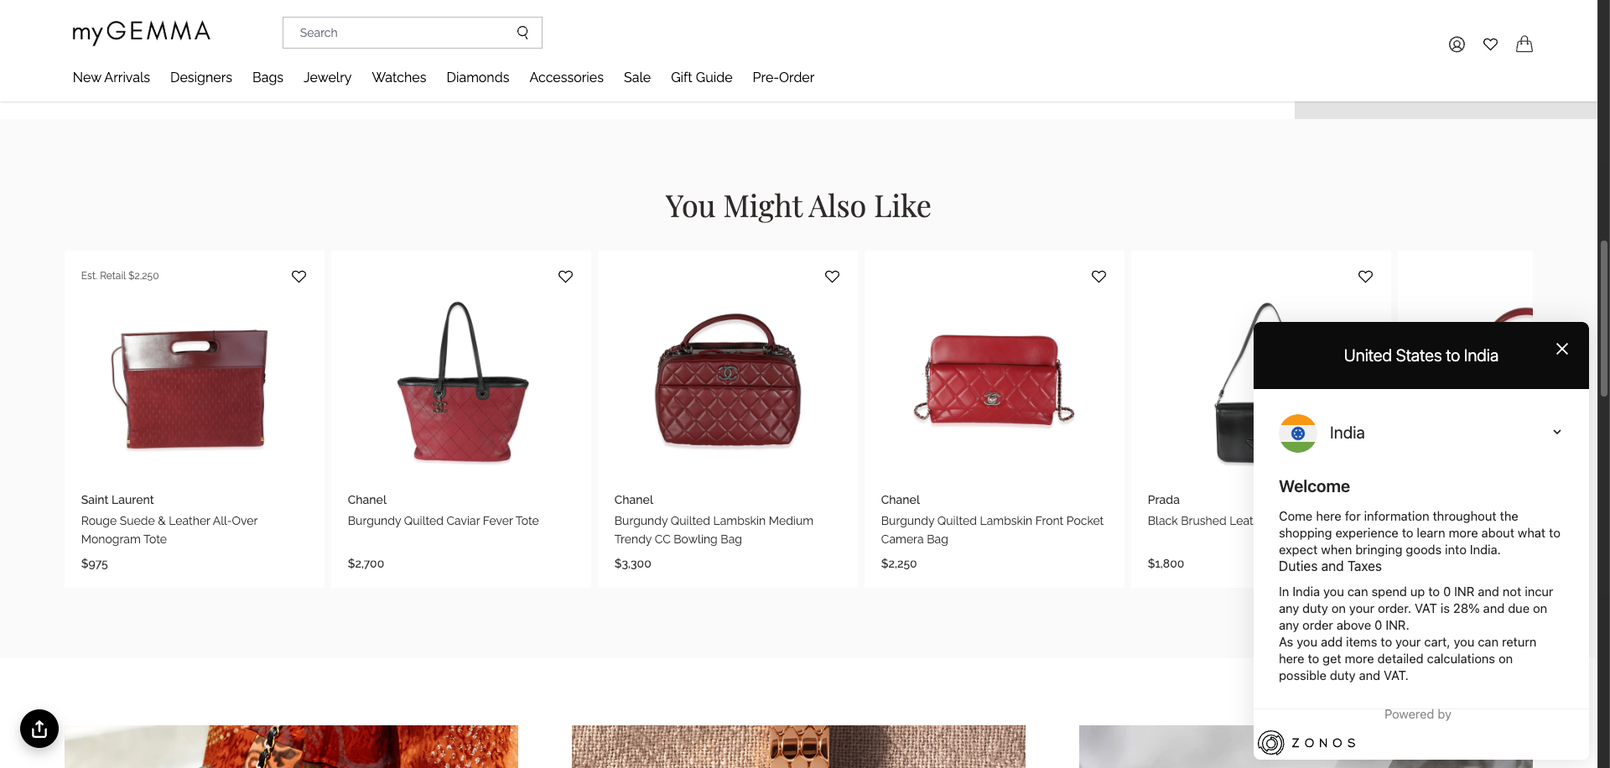 myGEMMA
Search
New Arrivals
Designers
Bags
Jewelry
Watches
Diamonds
Accessories
Sale
Gift Guide
Pre-Order
You Might Also Like
Est. Retail $2,250
Saint Laurent
Rouge Suede & Leather All-Over
Monogram Tote
$975
Chanel
Burgundy Quilted Caviar Fever Tote
$2,700
Chanel
Burgundy Quilted Lambskin Medium
Trendy CC Bowling Bag
$3,300
Chanel
Burgundy Quilted Lambskin Front Pocket
Camera Bag
$2,250
Prada
Black Brushed
$1,800
United States to India
India
Welcome
Come here for information throughout the
shopping experience to learn more about what to
expect when bringing goods into India.
Duties and Taxes
In India you can spend up to 0 INR and not incur
any duty on your order. VAT is 28% and due on
any order above 0 INR.
As you add items to your cart, you can return
here to get more detailed calculations on
possible duty and VAT.
Powered by
ZONOS